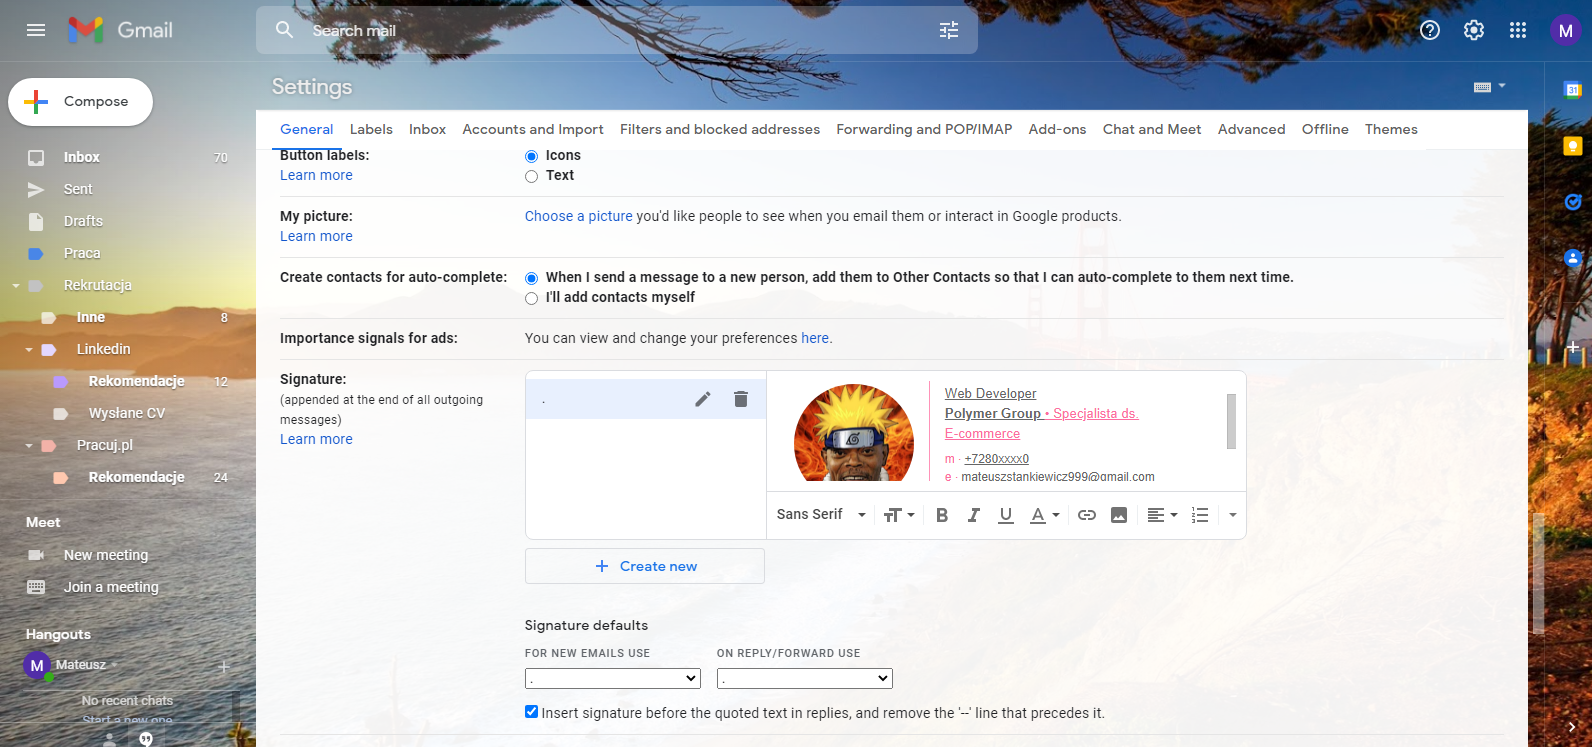 Gmail
Search mail
M
Compose
Settings
General Labels Inbox Accounts and Import Filters and blocked addresses Forwarding and POP/IMAP Add-ons Chat and Meet Advanced Offline Themes
Inbox 70
Sent
Drafts
Praca
Rekrutacja
Inne 8
Linkedin
Rekomendacje 12
Wysłane CV
Pracuj.pl
Rekomendacje 24
Meet
New meeting
Join a meeting
Hangouts
M Mateusz
No recent chats
Start a new one
Button labels:
Learn more
Icons
Text
My picture:
Learn more
Choose a picture you'd like people to see when you email them or interact in Google products.
Create contacts for auto-complete:
When I send a message to a new person, add them to Other Contacts so that I can auto-complete to them next time.
I'll add contacts myself
Importance signals for ads:
You can view and change your preferences here.
Signature:
(appended at the end of all outgoing
messages)
Learn more
.
Web Developer
Polymer Group • Specjalista ds.
E-commerce
m · +7280xxxx0
e · mateuszstankiewicz999@gmail.com
Sans Serif
Create new
Signature defaults
FOR NEW EMAILS USE
.
ON REPLY/FORWARD USE
.
Insert signature before the quoted text in replies, and remove the '--' line that precedes it.
31